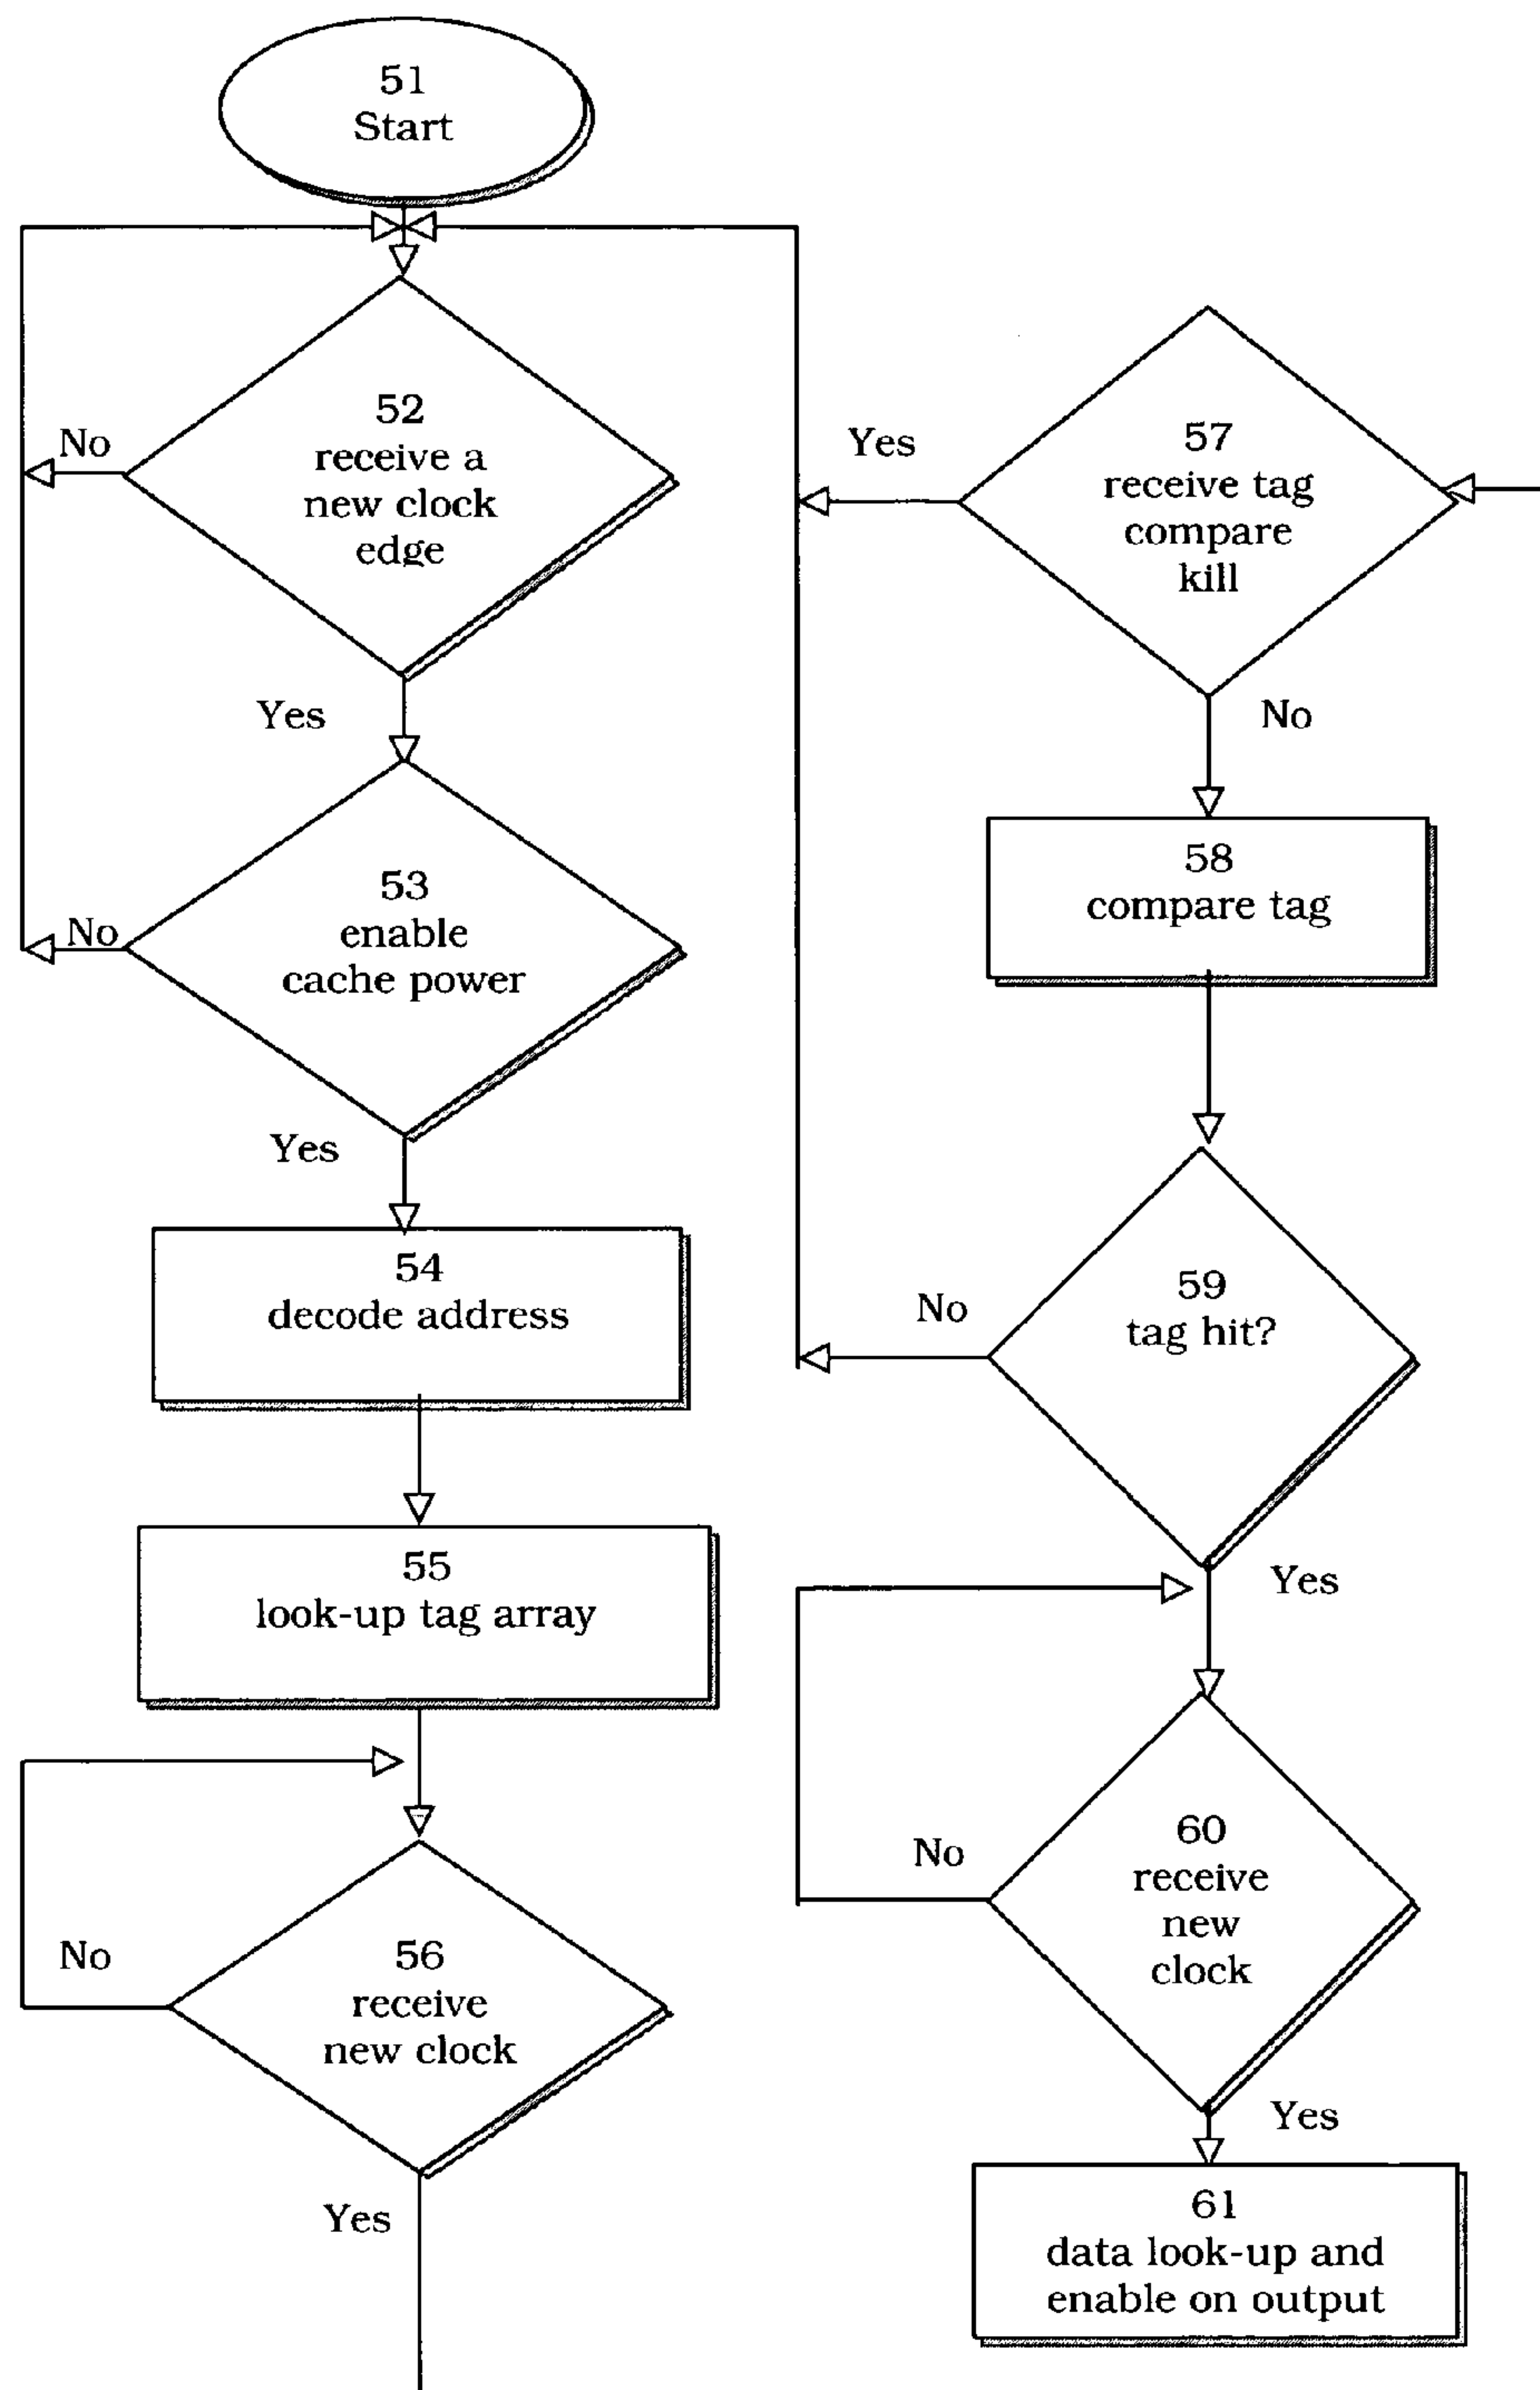 51
Start
52
receive a
new clock
edge
No
Yes
53
enable
cache power
No
Yes
54
decode address
55
look-up tag array
56
receive
new clock
No
Yes
57
receive tag
compare
kill
Yes
No
58
compare tag
59
tag hit?
No
Yes
60
receive
new
clock
No
Yes
61
data look-up and
enable on output